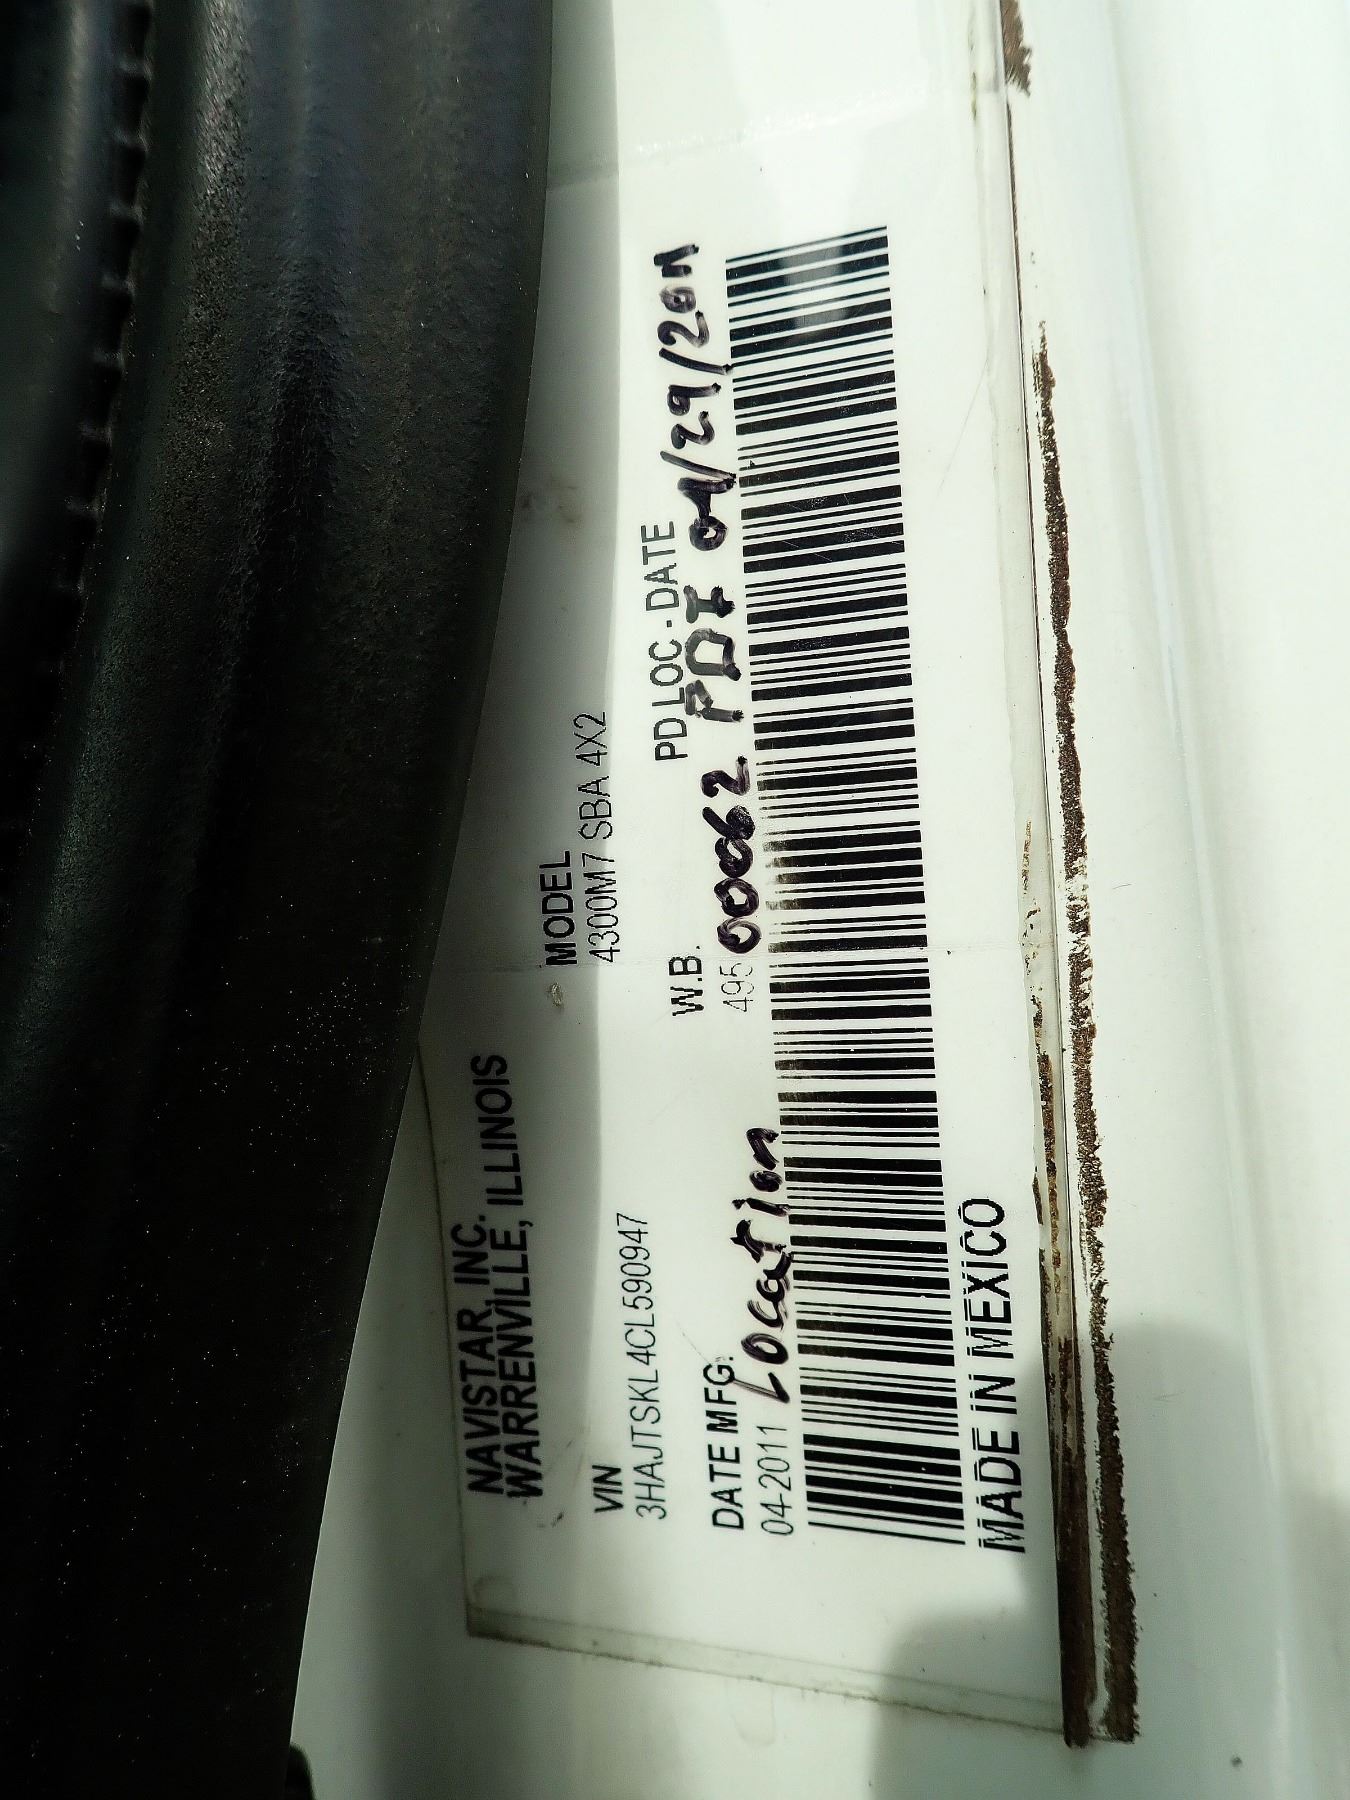 NAVISTAR, INC.
WARRENVILLE, ILLINOIS
MODEL
4300M7 SBA 4X2
VIN
3HAJTSKL4CL590947
DATE MFG.
04-2011
W.B.
495
PD LOC - DATE
Location 00062 PDI 04/29/2011
MADE IN MEXICO